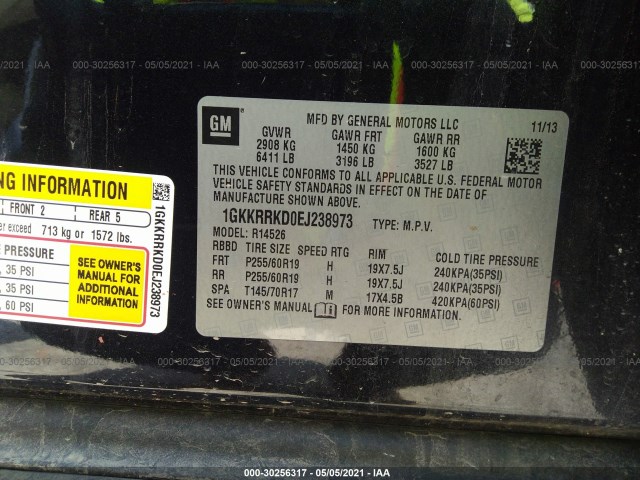 000-30256317 - 05/05/2021 - IAA
000-30256317 - 05/05/2021 - IAA
000-30256317 - 05/05/2021 - IAA
GM
MFD BY GENERAL MOTORS LLC
11/13
GVWR GAWR FRT GAWR RR
2908 KG 1450 KG 1600 KG
6411 LB 3196 LB 3527 LB
THIS VEHICLE CONFORMS TO ALL APPLICABLE U.S. FEDERAL MOTOR
VEHICLE SAFETY STANDARDS IN EFFECT ON THE DATE OF
MANUFACTURE SHOWN ABOVE.
1GKKRRKD0EJ238973 TYPE: M.P.V.
MODEL: R14526
RBBD TIRE SIZE SPEED RTG RIM COLD TIRE PRESSURE
FRT P255/60R19 H 19X7.5J 240KPA(35PSI)
RR P255/60R19 H 19X7.5J 240KPA(35PSI)
SPA T145/70R17 M 17X4.5B 420KPA(60PSI)
SEE OWNER'S MANUAL FOR MORE INFORMATION.
NG INFORMATION
FRONT 2 REAR 5
exceed 713 kg or 1572 lbs.
PRESSURE
35 PSI
35 PSI
60 PSI
SEE OWNER'S
MANUAL FOR
ADDITIONAL
INFORMATION
1GKKRRKD0EJ238973
000-30256317 - 05/05/2021 - IAA
000-30256317 - 05/05/2021 - IAA
000-30256317 - 05/05/2021 - IAA